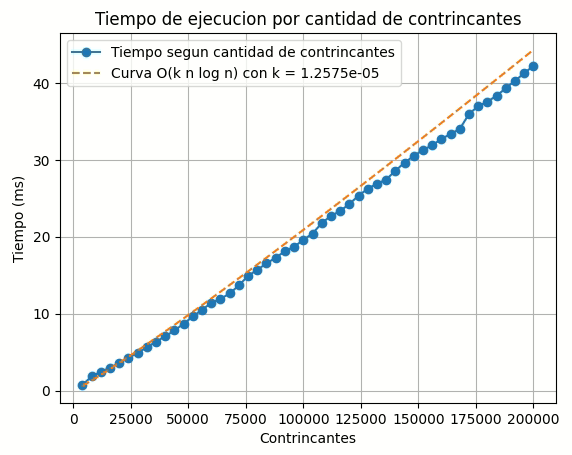 Tiempo de ejecucion por cantidad de contrincantes
Tiempo segun cantidad de contrincantes
Curva O(k n log n) con k = 1.2575e-05
40
30
20
10
0
Tiempo (ms)
0 25000 50000 75000 100000 125000 150000 175000 200000
Contrincantes